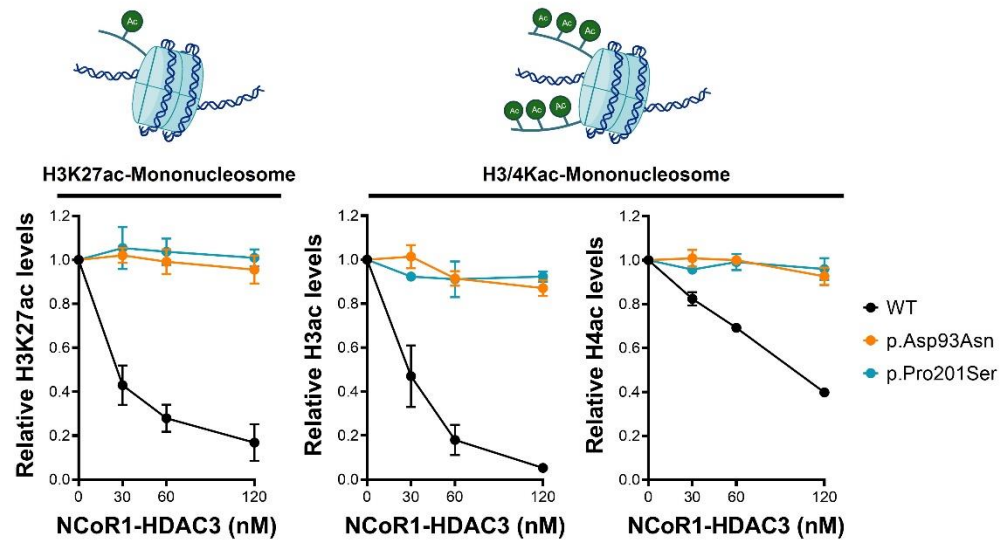 Ac
Ac Ac Ac
Ac Ac Ac
H3K27ac-Mononucleosome
H3/4Kac-Mononucleosome
Relative H3K27ac levels
1.2
1.0
0.8
0.6
0.4
0.2
0.0
0 30 60 120
NCoR1-HDAC3 (nM)
Relative H3ac levels
1.2
1.0
0.8
0.6
0.4
0.2
0.0
0 30 60 120
NCoR1-HDAC3 (nM)
Relative H4ac levels
1.2
1.0
0.8
0.6
0.4
0.2
0.0
0 30 60 120
NCoR1-HDAC3 (nM)
WT
p.Asp93Asn
p.Pro201Ser